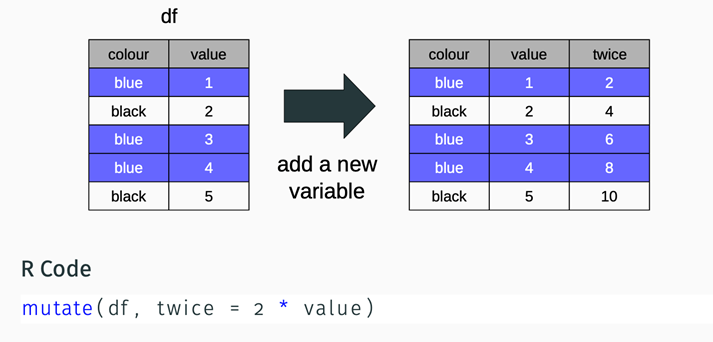 df
colour value
blue 1
black 2
blue 3
blue 4
black 5
add a new
variable
colour value twice
blue 1 2
black 2 4
blue 3 6
blue 4 8
black 5 10
R Code
mutate(df, twice = 2 * value)